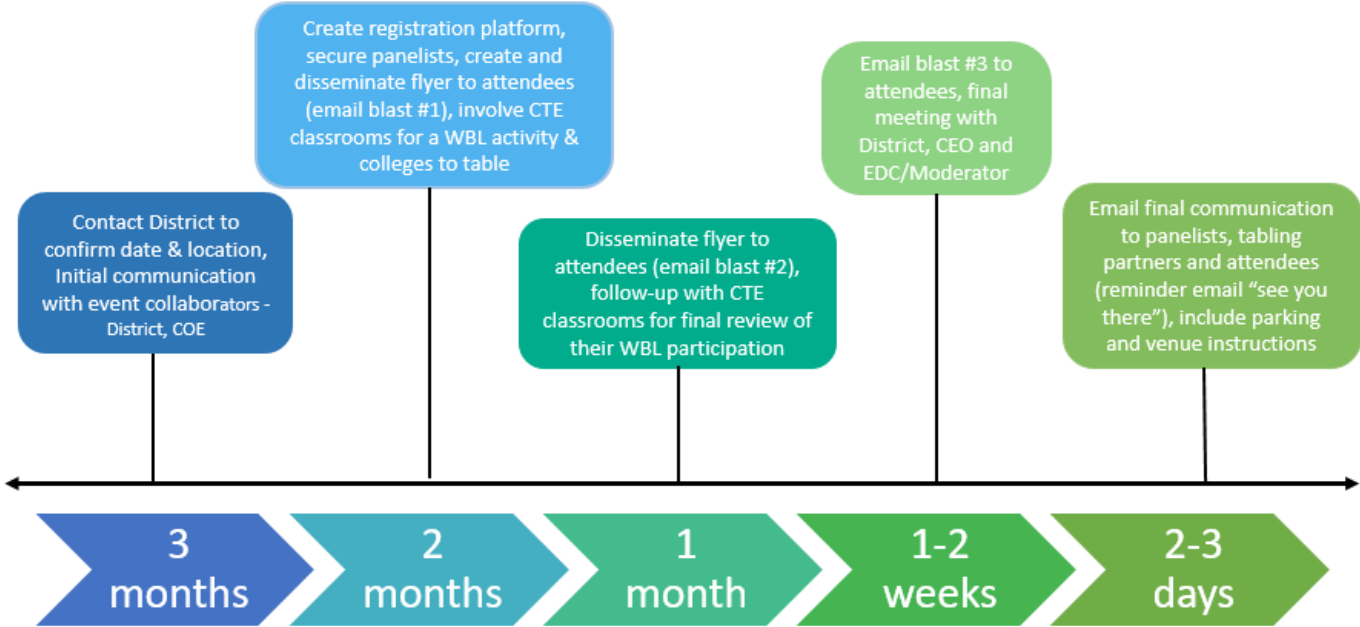 Create registration platform,
secure panelists, create and
disseminate flyer to attendees
(email blast #1), involve CTE
classrooms for a WBL activity &
colleges to table
Email blast #3 to
attendees, final
meeting with
District, CEO and
EDC/Moderator
Contact District to
confirm date & location,
Initial communication
with event collaborators -
District, COE
Disseminate flyer to
attendees (email blast #2),
follow-up with CTE
classrooms for final review of
their WBL participation
Email final communication
to panelists, tabling
partners and attendees
(reminder email “see you
there”), include parking
and venue instructions
3
months
2
months
1
month
1-2
weeks
2-3
days